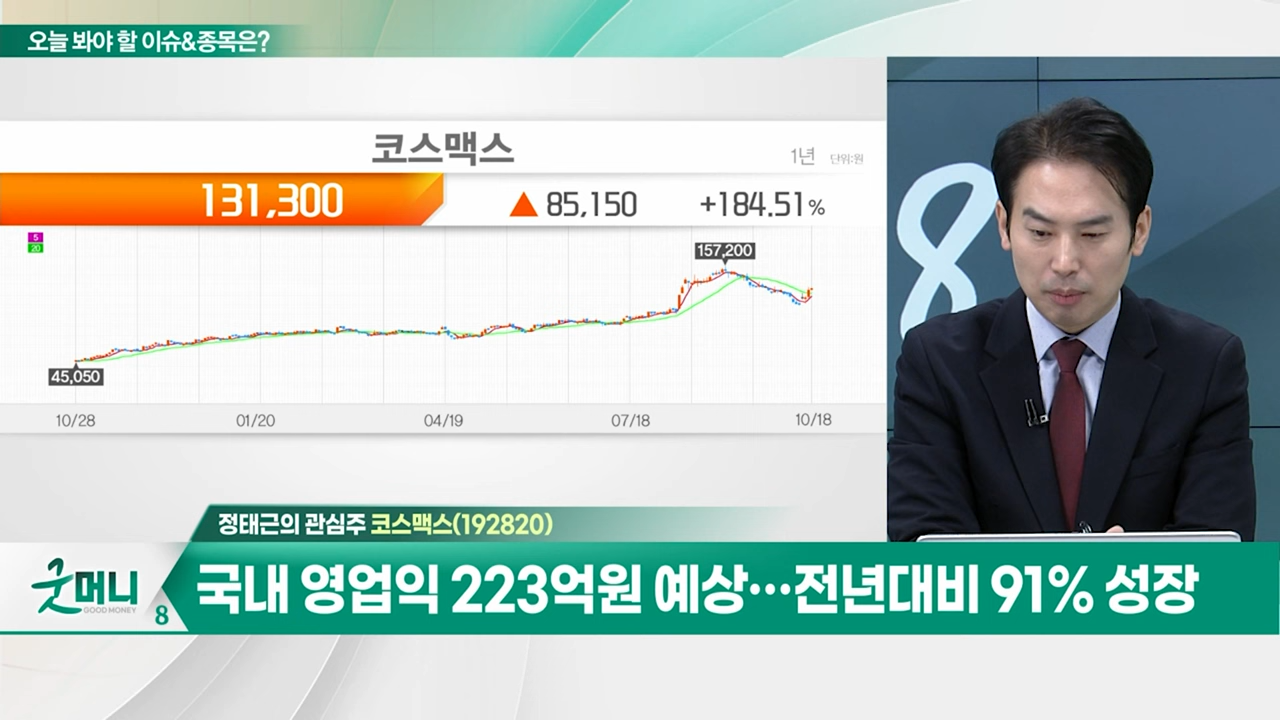 오늘 봐야 할 이슈&종목은?
코스맥스
1년 단위:원
131,300 ▲ 85,150 +184.51%
5
20
157,200
45,050
10/28 01/20 04/19 07/18 10/18
8
정태근의 관심주 코스맥스(192820)
국내 영업익 223억원 예상…전년대비 91% 성장
굿머니
GOOD MONEY
8